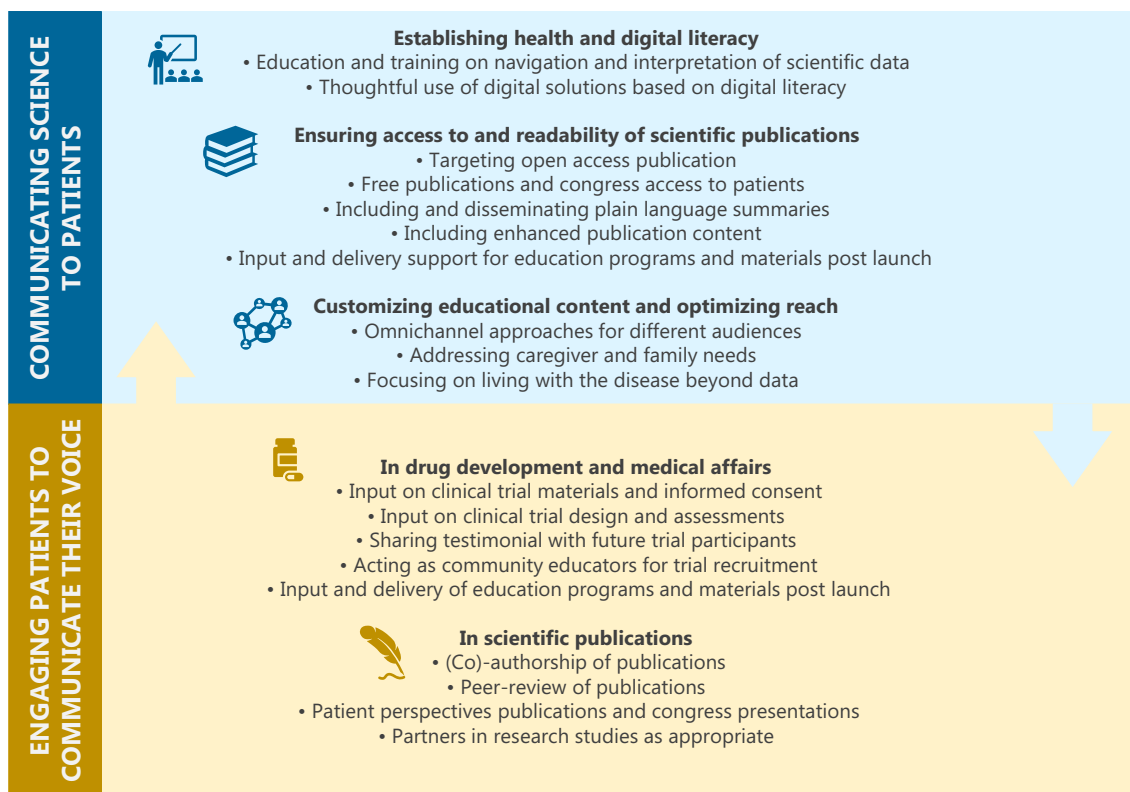 COMMUNICATING SCIENCE
TO PATIENTS
Establishing health and digital literacy
• Education and training on navigation and interpretation of scientific data
• Thoughtful use of digital solutions based on digital literacy
Ensuring access to and readability of scientific publications
• Targeting open access publication
• Free publications and congress access to patients
• Including and disseminating plain language summaries
• Including enhanced publication content
• Input and delivery support for education programs and materials post launch
Customizing educational content and optimizing reach
• Omnichannel approaches for different audiences
• Addressing caregiver and family needs
• Focusing on living with the disease beyond data
ENGAGING PATIENTS TO
COMMUNICATE THEIR VOICE
In drug development and medical affairs
• Input on clinical trial materials and informed consent
• Input on clinical trial design and assessments
• Sharing testimonial with future trial participants
• Acting as community educators for trial recruitment
• Input and delivery of education programs and materials post launch
In scientific publications
• (Co)-authorship of publications
• Peer-review of publications
• Patient perspectives publications and congress presentations
• Partners in research studies as appropriate